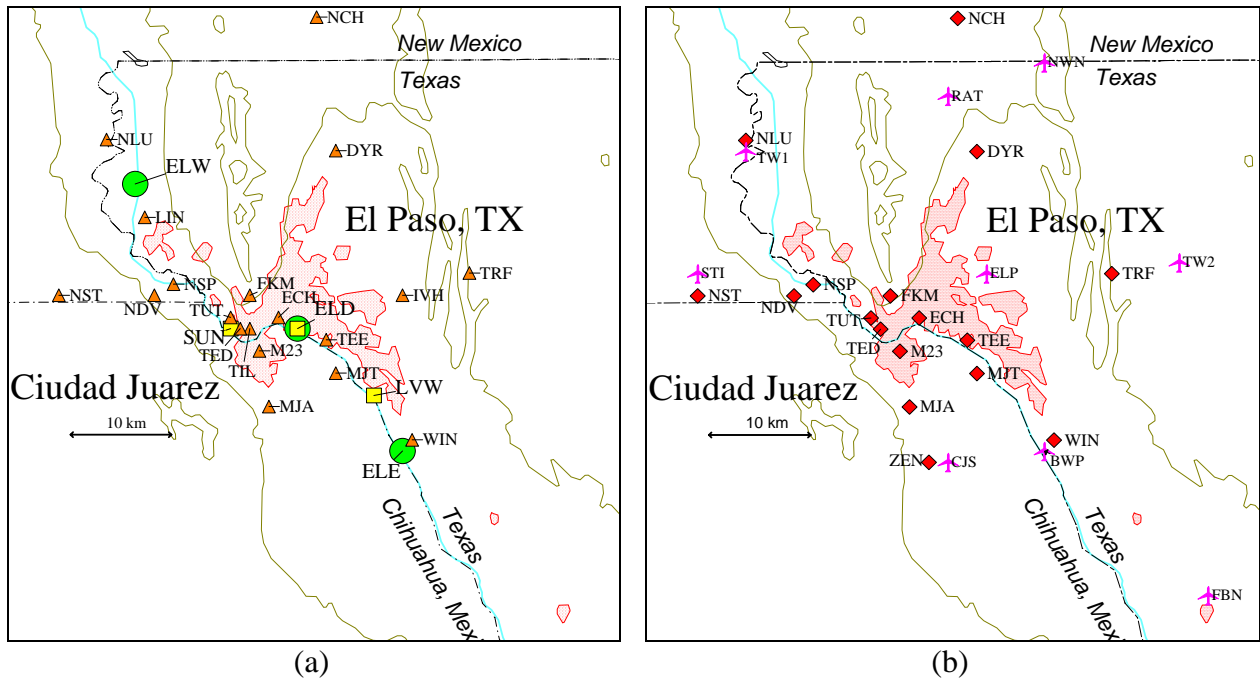 NCH
New Mexico
Texas
NLU
DYR
ELW
El Paso, TX
LIN
NSP
FKM
TRF
NST
NDV
ECH
IVH
TUT
ELD
SUN
TED
TEE
TIL
M23
MJT
Ciudad Juarez
LVW
MJA
10 km
WIN
ELE
Texas
Chihuahua, Mexi
(a)
NCH
New Mexico
NWN
Texas
RAT
NLU
TW1
DYR
El Paso, TX
STI
ELP
TW2
TRF
NSP
NST
NDV
FKM
TUT
ECH
TED
TEE
M23
MJT
Ciudad Juarez
MJA
10 km
WIN
ZEN
CJS
BWP
Texas
Chihuahua, Mexi
FBN
(b)